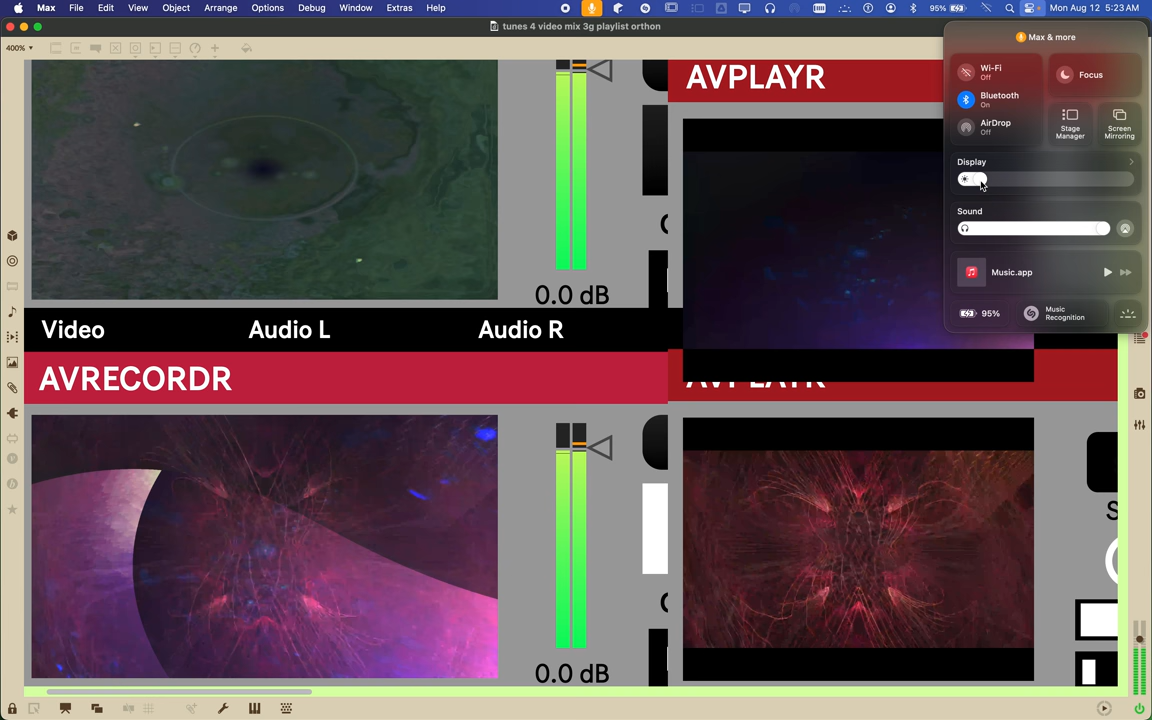 Max File Edit View Object Arrange Options Debug Window Extras Help
95% Mon Aug 12 5:23 AM
tunes 4 video mix 3g playlist orthon
400%
Max & more
Wi-Fi
Off
Bluetooth
On
AirDrop
Off
Focus
Stage
Manager
Screen
Mirroring
Display
Sound
Music.app
95%
Music
Recognition
AVPLAYR
0.0 dB
Video Audio L Audio R
AVRECORDR
AVPLAYR
0.0 dB